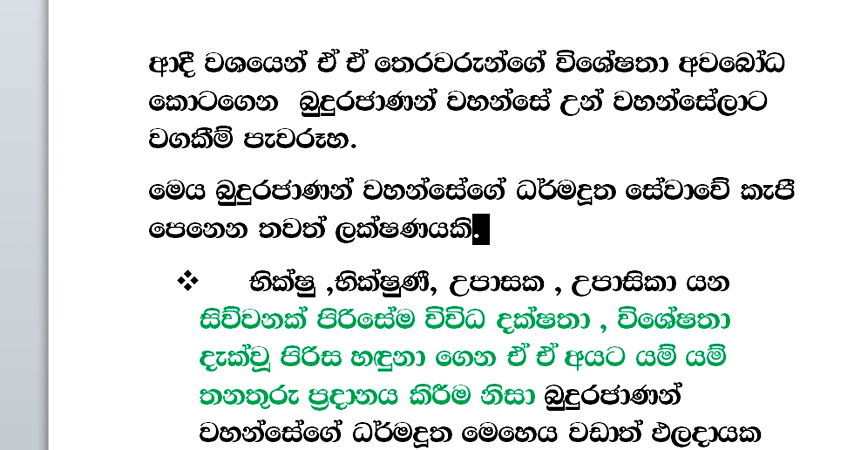 ආදී වශයෙන් ඒ ඒ තෙරවරුන්ගේ විශේෂතා අවබෝධ
කොටගෙන බුදුරජාණන් වහන්සේ උන් වහන්සේලාට
වගකීම් පැවරූහ.
මෙය බුදුරජාණන් වහන්සේගේ ධර්මදූත සේවාවේ කැපී
පෙනෙන තවත් ලක්ෂණයකි.
❖ භික්ෂු ,භික්ෂුණී, උපාසක , උපාසිකා යන
සිව්වනක් පිරිසේම විවිධ දක්ෂතා , විශේෂතා
දැක්වූ පිරිස හඳුනා ගෙන ඒ ඒ අයට යම් යම්
තනතුරු ප්‍රදානය කිරීම නිසා බුදුරජාණන්
වහන්සේගේ ධර්මදූත මෙහෙය වඩාත් ඵලදායක